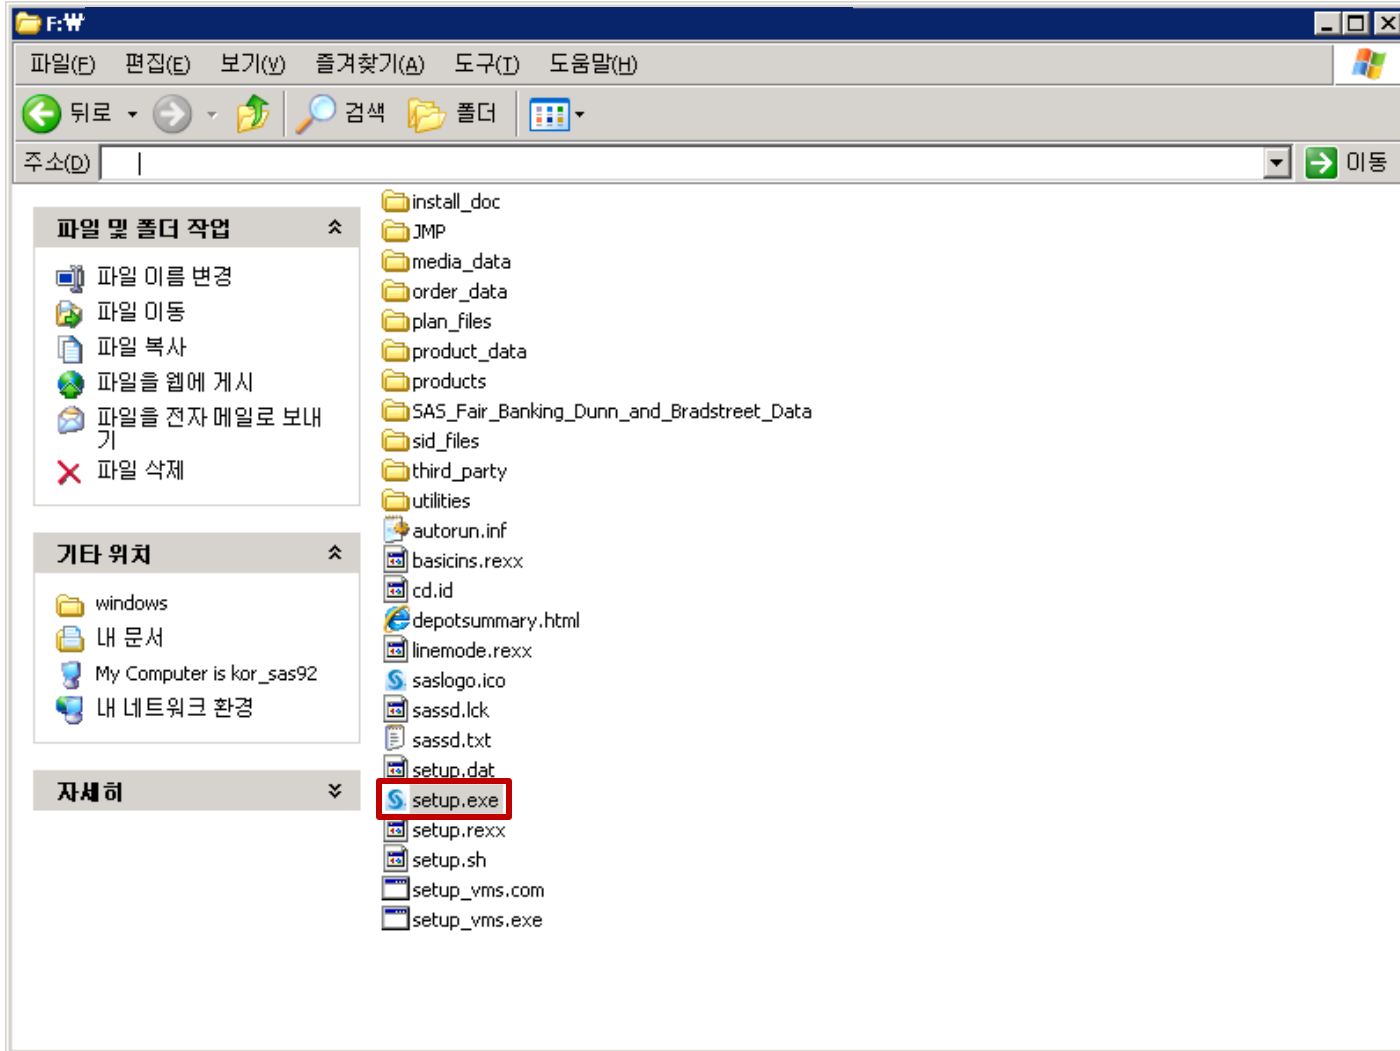 F:₩
파일(F) 편집(E) 보기(V) 즐겨찾기(A) 도구(T) 도움말(H)
뒤로 검색 폴더
주소(D) 이동
파일 및 폴더 작업
파일 이름 변경
파일 이동
파일 복사
파일을 웹에 게시
파일을 전자 메일로 보내
기
파일 삭제
기타 위치
windows
내 문서
My Computer is kor_sas92
내 네트워크 환경
자세히
install_doc
JMP
media_data
order_data
plan_files
product_data
products
SAS_Fair_Banking_Dunn_and_Bradstreet_Data
sid_files
third_party
utilities
autorun.inf
basicins.rexx
cd.id
depotsummary.html
linemode.rexx
saslogo.ico
sassd.lck
sassd.txt
setup.dat
setup.exe
setup.rexx
setup.sh
setup_vms.com
setup_vms.exe